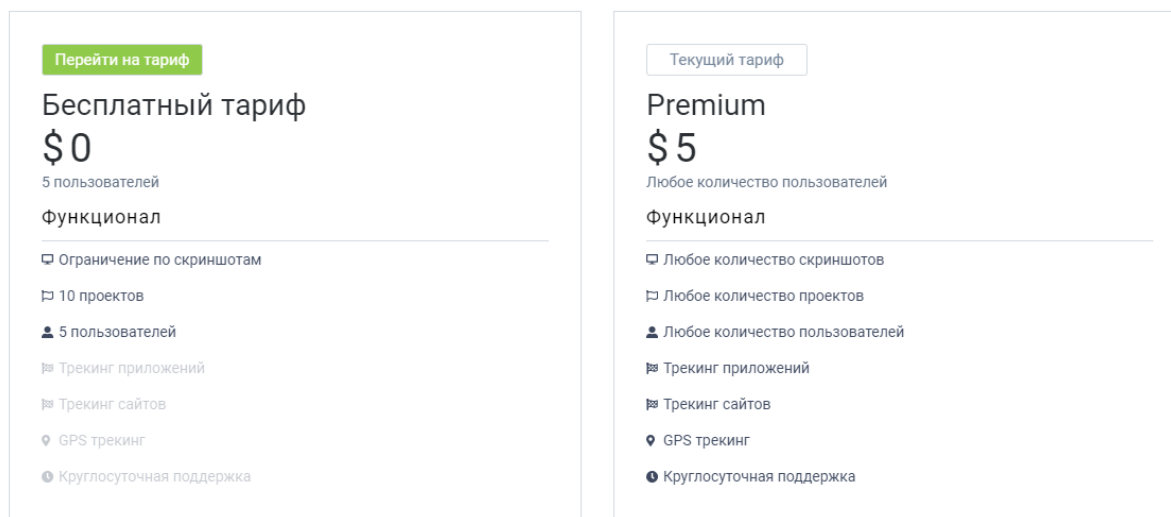 Перейти на тариф
Бесплатный тариф
$ 0
5 пользователей
Функционал
Ограничение по скриншотам
10 проектов
5 пользователей
Трекинг приложений
Трекинг сайтов
GPS трекинг
Круглосуточная поддержка
Текущий тариф
Premium
$ 5
Любое количество пользователей
Функционал
Любое количество скриншотов
Любое количество проектов
Любое количество пользователей
Трекинг приложений
Трекинг сайтов
GPS трекинг
Круглосуточная поддержка